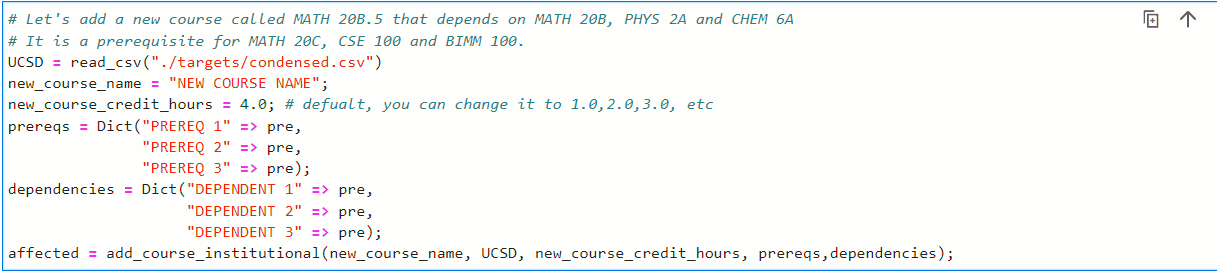 # Let's add a new course called MATH 20B.5 that depends on MATH 20B, PHYS 2A and CHEM 6A
# It is a prerequisite for MATH 20C, CSE 100 and BIMM 100.
UCSD = read_csv("./targets/condensed.csv")
new_course_name = "NEW COURSE NAME";
new_course_credit_hours = 4.0; # defualt, you can change it to 1.0,2.0,3.0, etc
prereqs = Dict("PREREQ 1" => pre,
"PREREQ 2" => pre,
"PREREQ 3" => pre);
dependencies = Dict("DEPENDENT 1" => pre,
"DEPENDENT 2" => pre,
"DEPENDENT 3" => pre);
affected = add_course_institutional(new_course_name, UCSD, new_course_credit_hours, prereqs,dependencies);